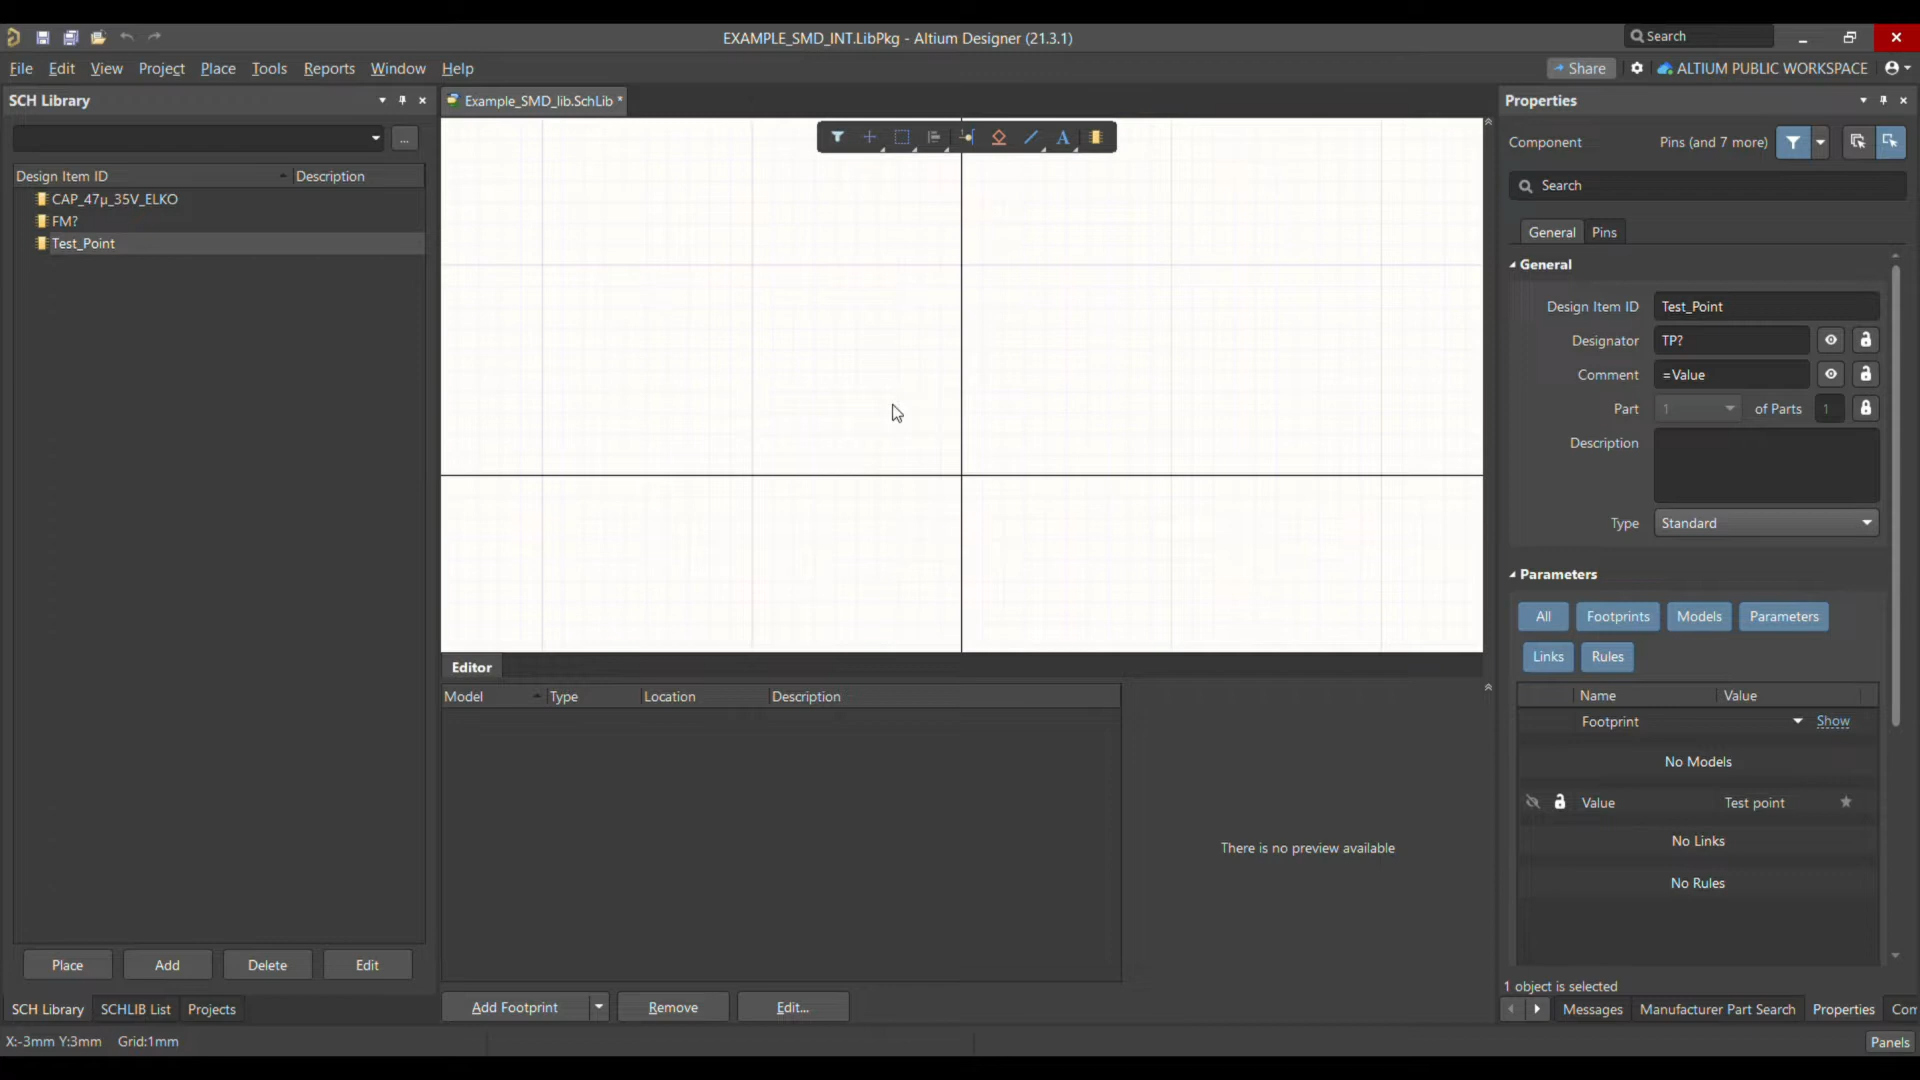 EXAMPLE_SMD_INT.LibPkg - Altium Designer (21.3.1)
Search
File Edit View Project Place Tools Reports Window Help
Share
ALTIUM PUBLIC WORKSPACE
SCH Library
...
Design Item ID Description
CAP_47µ_35V_ELKO
FM?
Test_Point
Place Add Delete Edit
SCH Library SCHLIB List Projects
X:-3mm Y:3mm Grid:1mm
Example_SMD_lib.SchLib *
A
Editor
Model Type Location Description
There is no preview available
Add Footprint Remove Edit...
Properties
Component Pins (and 7 more)
Search
General Pins
General
Design Item ID Test_Point
Designator TP?
Comment =Value
Part 1 of Parts 1
Description
Type Standard
Parameters
All Footprints Models Parameters
Links Rules
Name Value
Footprint Show
No Models
Value Test point
No Links
No Rules
1 object is selected
Messages Manufacturer Part Search Properties Com
Panels